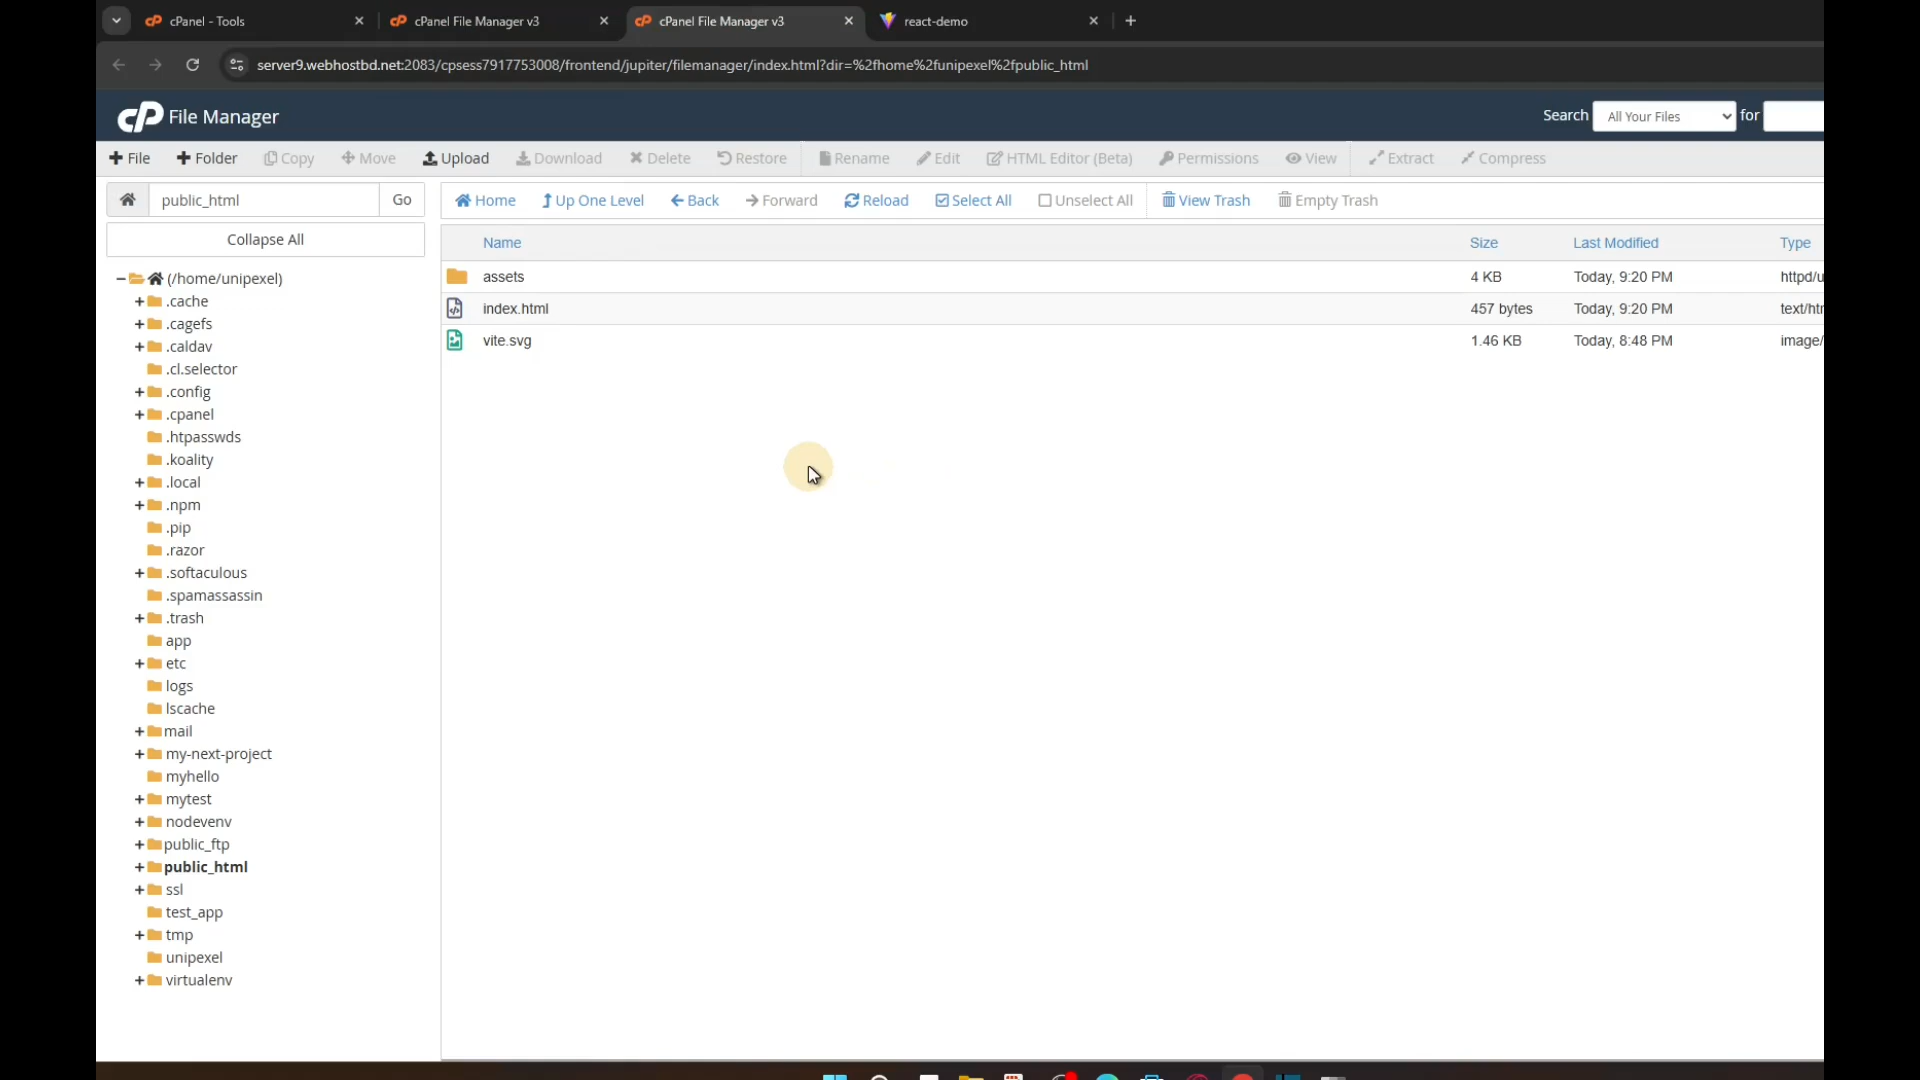 cPanel - Tools
cPanel File Manager v3
cPanel File Manager v3
react-demo
server9.webhostbd.net:2083/cpsess7917753008/frontend/jupiter/filemanager/index.html?dir=%2fhome%2funipexel%2fpublic_html
cP File Manager
Search All Your Files for
File Folder Copy Move Upload Download Delete Restore Rename Edit HTML Editor (Beta) Permissions View Extract Compress
public_html Go
Home Up One Level Back Forward Reload Select All Unselect All View Trash Empty Trash
Collapse All
Name Size Last Modified Type
assets 4 KB Today, 9:20 PM httpd/u
index.html 457 bytes Today, 9:20 PM text/htm
vite.svg 1.46 KB Today, 8:48 PM image/
(/home/unipexel)
.cache
.cagefs
.caldav
.cl.selector
.config
.cpanel
.htpasswds
.koality
.local
.npm
.pip
.razor
.softaculous
.spamassassin
.trash
app
etc
logs
lscache
mail
my-next-project
myhello
mytest
nodevenv
public_ftp
public_html
ssl
test_app
tmp
unipexel
virtualenv